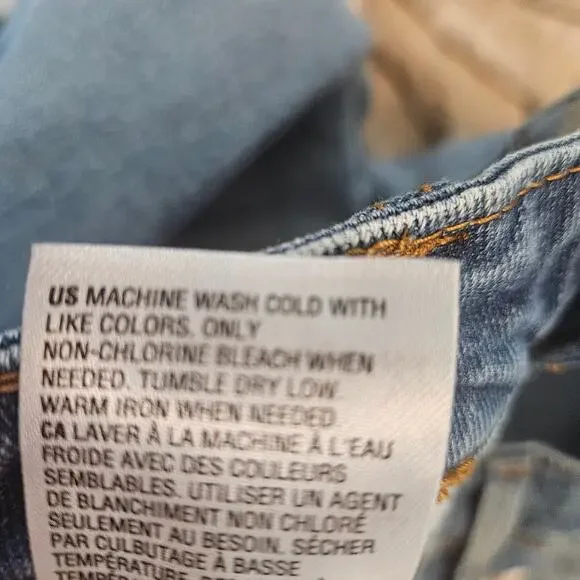 US MACHINE WASH COLD WITH
LIKE COLORS. ONLY
NON-CHLORINE BLEACH WHEN
NEEDED. TUMBLE DRY LOW.
WARM IRON WHEN NEEDED.
CA LAVER À LA MACHINE À L'EAU
FROIDE AVEC DES COULEURS
SEMBLABLES. UTILISER UN AGENT
DE BLANCHIMENT NON CHLORÉ
SEULEMENT AU BESOIN. SÉCHER
PAR CULBUTAGE À BASSE
TEMPÉRATURE.